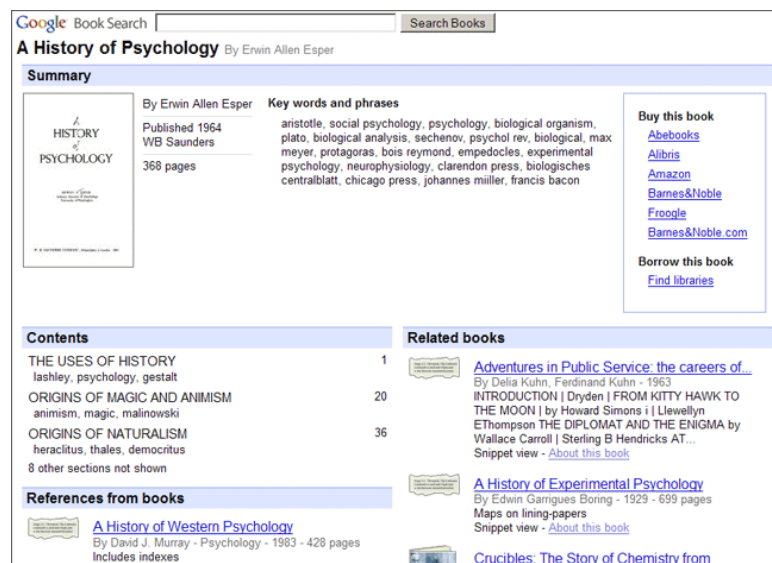 Google Book Search Search Books
A History of Psychology By Erwin Allen Esper
Summary
A
HISTORY
of
PSYCHOLOGY
By Erwin Allen Esper
Published 1964
WB Saunders
368 pages
Key words and phrases
aristotle, social psychology, psychology, biological organism,
plato, biological analysis, sechenov, psychol rev, biological, max
meyer, protagoras, bois reymond, empedocles, experimental
psychology, neurophysiology, clarendon press, biologisches
centralblatt, chicago press, johannes miiller, francis bacon
Buy this book
Abebooks
Alibris
Amazon
Barnes&Noble
Froogle
Barnes&Noble.com
Borrow this book
Find libraries
Contents
THE USES OF HISTORY 1
lashley, psychology, gestalt
ORIGINS OF MAGIC AND ANIMISM 20
animism, magic, malinowski
ORIGINS OF NATURALISM 36
heraclitus, thales, democritus
8 other sections not shown
References from books
A History of Western Psychology
By David J. Murray - Psychology - 1983 - 428 pages
Includes indexes
Related books
Adventures in Public Service: the careers of...
By Delia Kuhn, Ferdinand Kuhn - 1963
INTRODUCTION | Dryden | FROM KITTY HAWK TO
THE MOON | by Howard Simons i | Llewellyn
EThompson THE DIPLOMAT AND THE ENIGMA by
Wallace Carroll | Sterling B Hendricks AT...
Snippet view - About this book
A History of Experimental Psychology
By Edwin Garrigues Boring - 1929 - 699 pages
Maps on lining-papers
Snippet view - About this book
Crucibles: The Story of Chemistry from